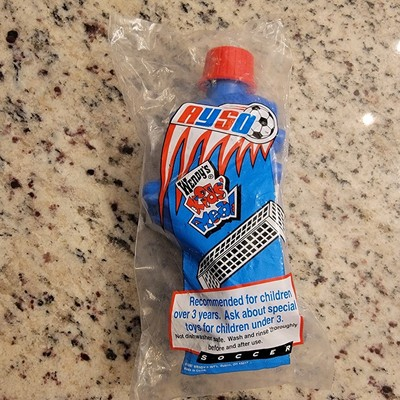 AYSO
WENDY'S
KIDS'
MEAL
Recommended for children
over 3 years. Ask about special
toys for children under 3.
Not dishwasher safe. Wash and rinse thoroughly
before and after use.
SOCCER